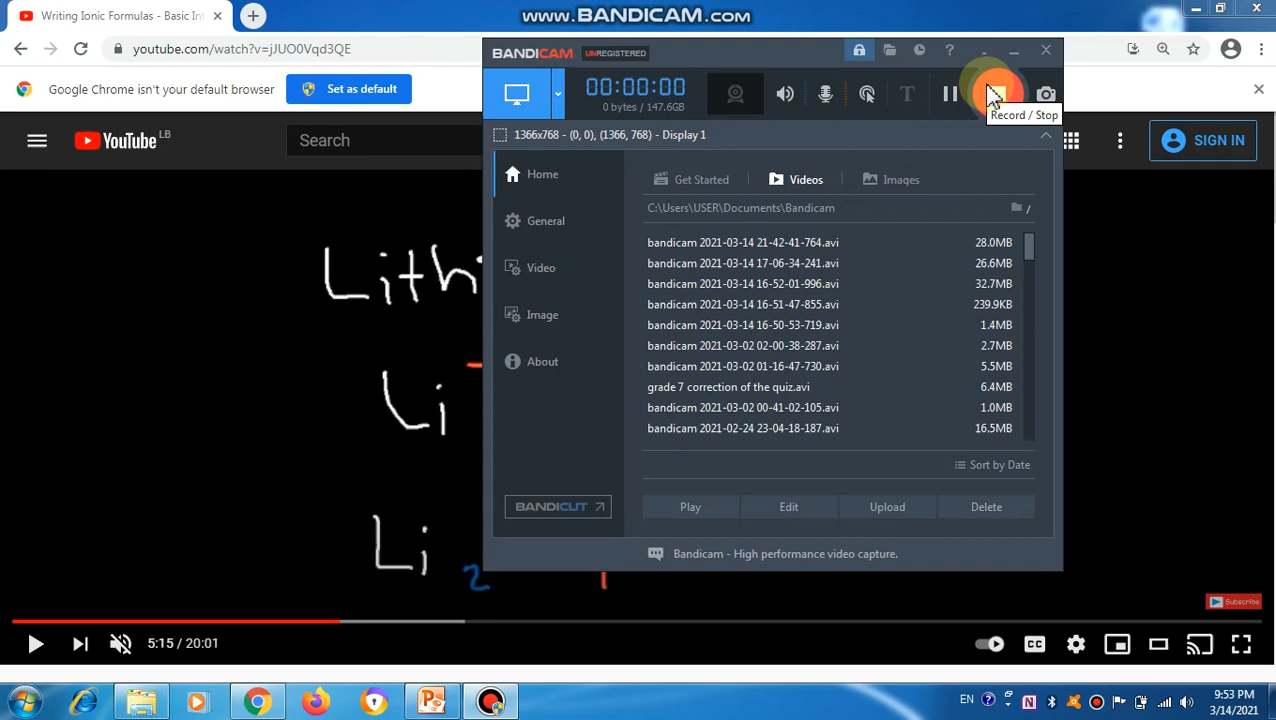 Writing Ionic Formulas - Basic Int
www.BANDICAM.com
youtube.com/watch?v=jJUO0Vqd3QE
Google Chrome isn't your default browser
Set as default
YouTube LB
Search
SIGN IN
BANDICAM UNREGISTERED
00:00:00
0 bytes / 147.6GB
Record / Stop
1366x768 - (0, 0), (1366, 768) - Display 1
Home
General
Video
Image
About
BANDICUT
Get Started
Videos
Images
C:\Users\USER\Documents\Bandicam
/
bandicam 2021-03-14 21-42-41-764.avi 28.0MB
bandicam 2021-03-14 17-06-34-241.avi 26.6MB
bandicam 2021-03-14 16-52-01-996.avi 32.7MB
bandicam 2021-03-14 16-51-47-855.avi 239.9KB
bandicam 2021-03-14 16-50-53-719.avi 1.4MB
bandicam 2021-03-02 02-00-38-287.avi 2.7MB
bandicam 2021-03-02 01-16-47-730.avi 5.5MB
grade 7 correction of the quiz.avi 6.4MB
bandicam 2021-03-02 00-41-02-105.avi 1.0MB
bandicam 2021-02-24 23-04-18-187.avi 16.5MB
Sort by Date
Play Edit Upload Delete
Bandicam - High performance video capture.
Lithi
Li
Li 2 1
Subscribe
5:15 / 20:01
CC
EN
9:53 PM
3/14/2021